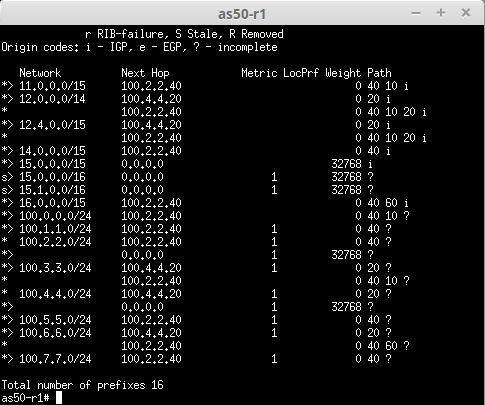 as50-r1
r RIB-failure, S Stale, R Removed
Origin codes: i - IGP, e - EGP, ? - incomplete
Network Next Hop Metric LocPrf Weight Path
*> 11.0.0.0/15 100.2.2.40 0 40 10 i
*> 12.0.0.0/14 100.4.4.20 0 20 i
* 100.2.2.40 0 40 10 20 i
*> 12.4.0.0/15 100.4.4.20 0 20 i
* 100.2.2.40 0 40 10 20 i
*> 14.0.0.0/15 100.2.2.40 0 40 i
*> 15.0.0.0/15 0.0.0.0 32768 i
s> 15.0.0.0/16 0.0.0.0 1 32768 ?
s> 15.1.0.0/16 0.0.0.0 1 32768 ?
*> 16.0.0.0/15 100.2.2.40 0 40 60 i
*> 100.0.0.0/24 100.2.2.40 0 40 10 ?
*> 100.1.1.0/24 100.2.2.40 1 0 40 ?
* 100.2.2.0/24 100.2.2.40 1 0 40 ?
*> 0.0.0.0 1 32768 ?
*> 100.3.3.0/24 100.4.4.20 1 0 20 ?
* 100.2.2.40 0 40 10 ?
* 100.4.4.0/24 100.4.4.20 1 0 20 ?
*> 0.0.0.0 1 32768 ?
*> 100.5.5.0/24 100.2.2.40 1 0 40 ?
*> 100.6.6.0/24 100.4.4.20 1 0 20 ?
* 100.2.2.40 0 40 60 ?
*> 100.7.7.0/24 100.2.2.40 1 0 40 ?
Total number of prefixes 16
as50-r1#